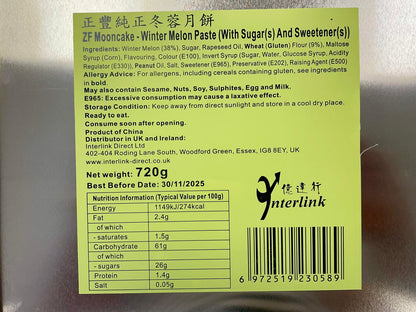 正豐純正冬蓉月餅
ZF Mooncake - Winter Melon Paste (With Sugar(s) And Sweetener(s))
Ingredients: Winter Melon (38%), Sugar, Rapeseed Oil, Wheat (Gluten) Flour (9%), Maltose
Syrup (Corn), Flavouring, Colour (E100), Invert Syrup (Sugar, Water, Glucose Syrup, Acidity
Regulator (E330)), Peanut Oil, Salt, Sweetener (E965), Preservative (E202), Raising Agent (E500)
Allergy Advice: For allergens, including cereals containing gluten, see ingredients
in bold.
May also contain Sesame, Nuts, Soy, Sulphites, Egg and Milk.
E965: Excessive consumption may cause a laxative effect.
Storage Condition: Keep away from direct sunlight and store in a cool dry place.
Ready to eat.
Consume soon after opening.
Product of China
Distributor in UK and Ireland:
Interlink Direct Ltd
402-404 Roding Lane South, Woodford Green, Essex, IG8 8EY, UK
www.interlink-direct.co.uk
Net weight: 720g
Best Before Date: 30/11/2025
Nutrition Information (Typical Value per 100g)
Energy 1149kJ/274kcal
Fat 2.4g
of which
- saturates 1.5g
Carbohydrate 61g
of which
- sugars 26g
Protein 1.4g
Salt 0.05g
億達行
Interlink
6 972519 230589